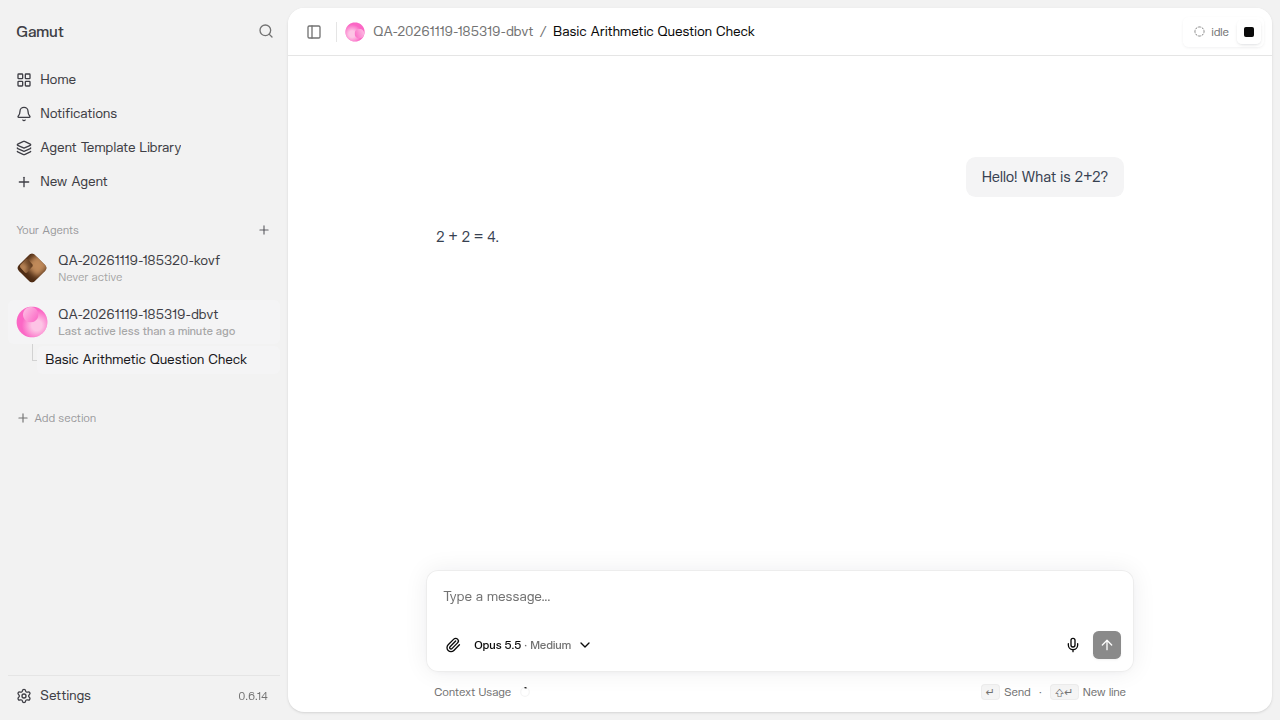 Gamut
Home
Notifications
Agent Template Library
New Agent
Your Agents
QA-20261119-185320-kovf
Never active
QA-20261119-185319-dbvt
Last active less than a minute ago
Basic Arithmetic Question Check
Add section
Settings
0.6.14
QA-20261119-185319-dbvt / Basic Arithmetic Question Check
idle
Hello! What is 2+2?
2 + 2 = 4.
Type a message...
Opus 5.5 · Medium
Context Usage
Send · New line